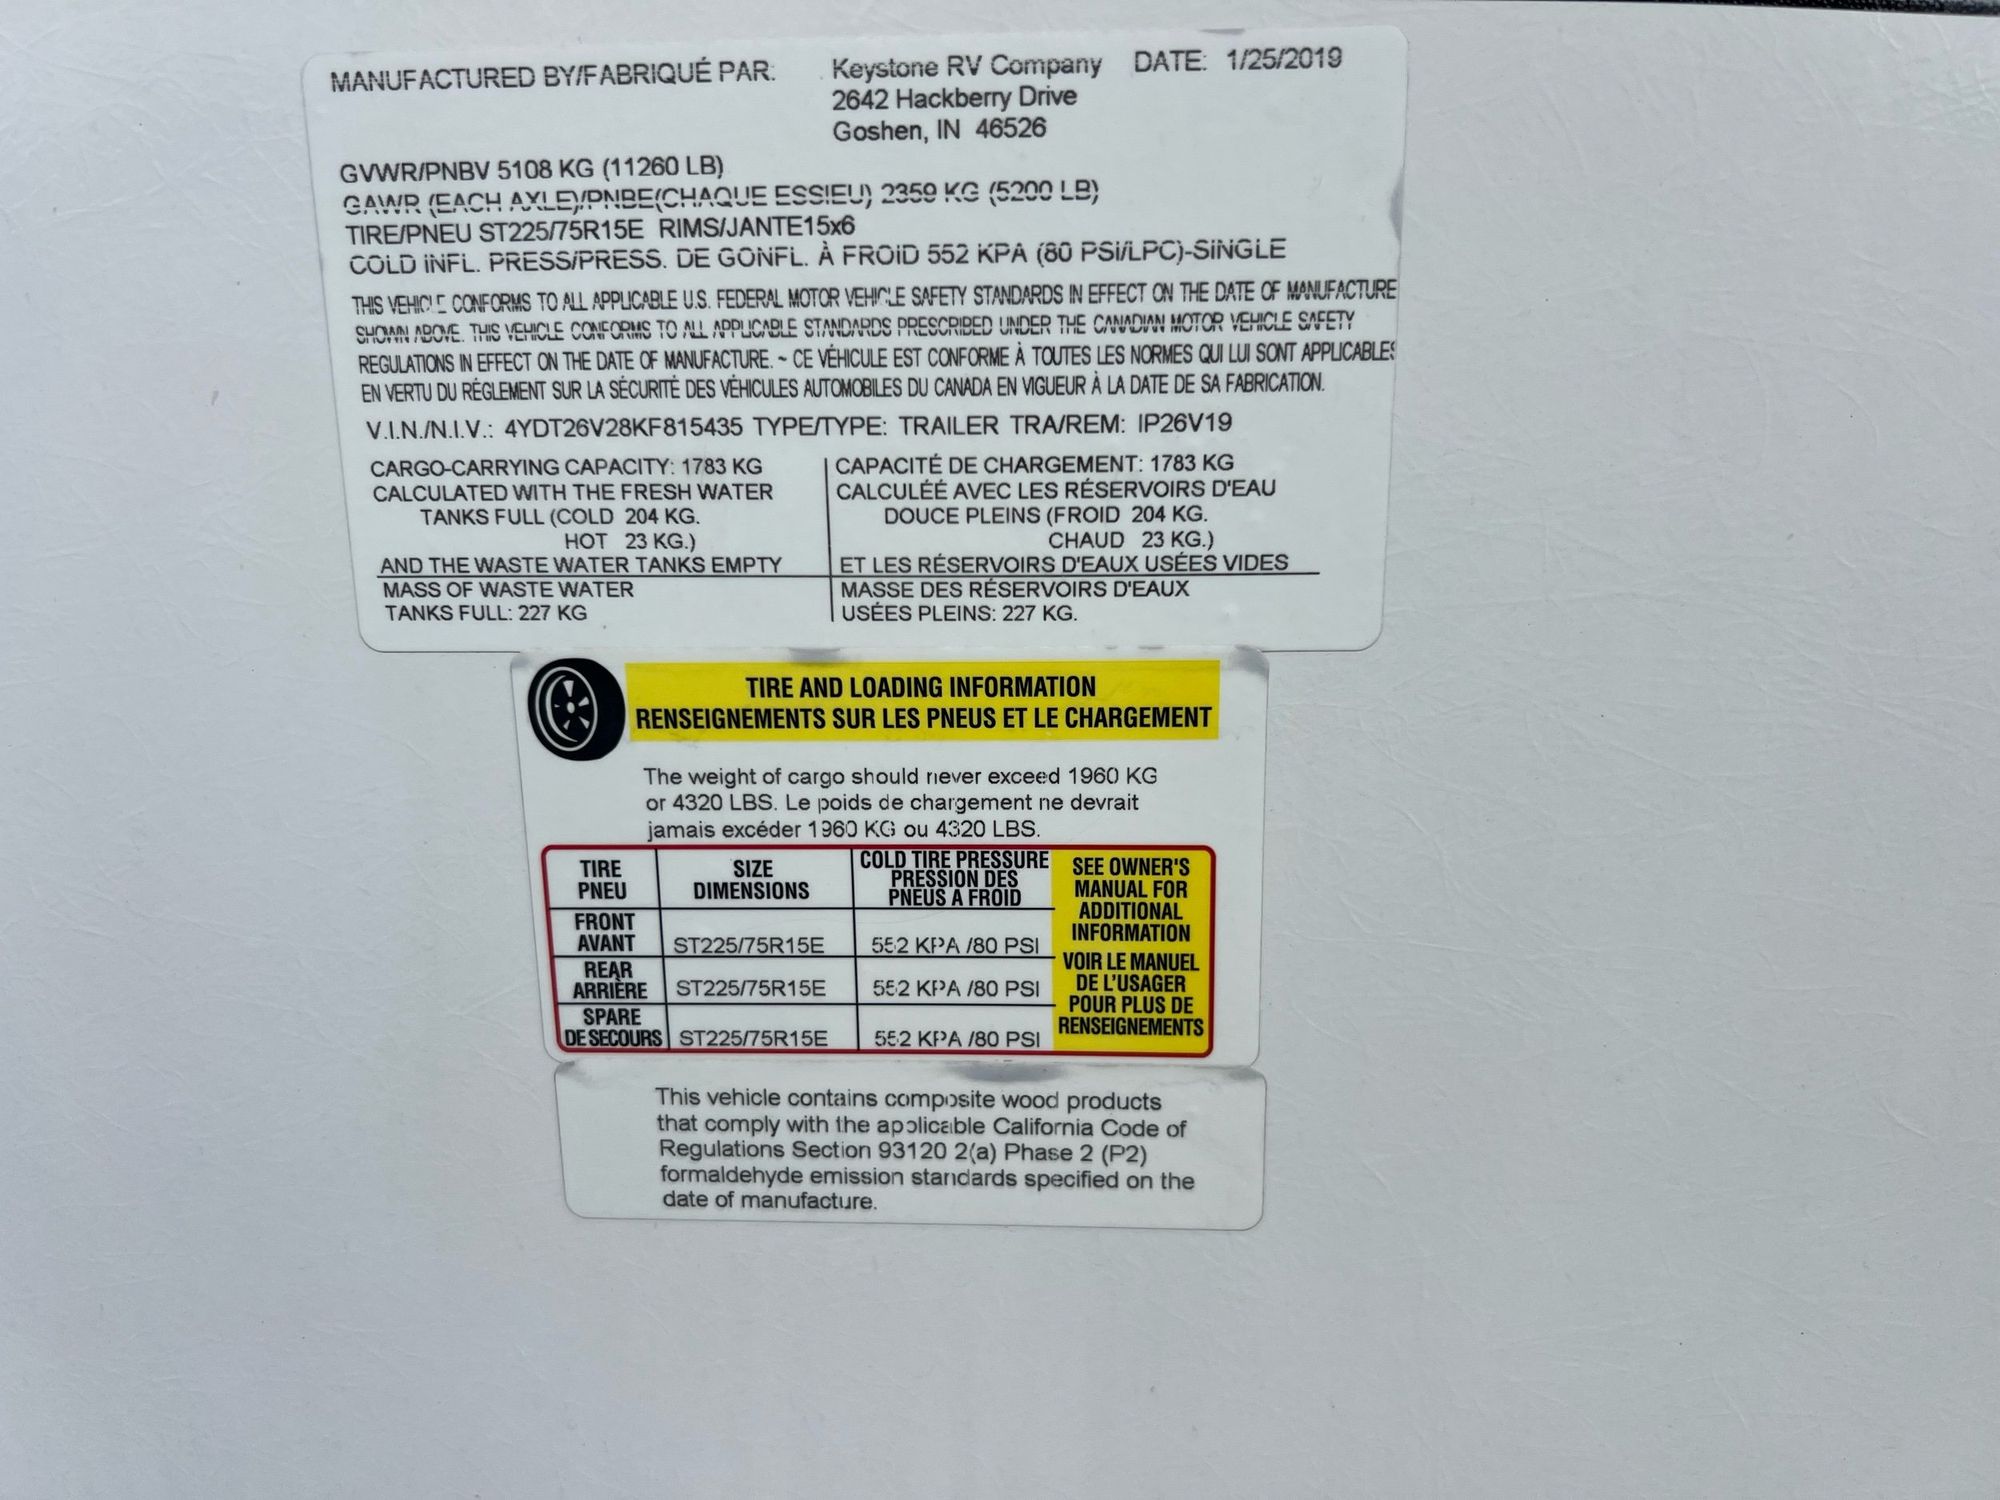 MANUFACTURED BY/FABRIQUÉ PAR: Keystone RV Company DATE: 1/25/2019
2642 Hackberry Drive
Goshen, IN 46526
GVWR/PNBV 5108 KG (11260 LB)
GAWR (EACH AXLE)/PNBE(CHAQUE ESSIEU) 2359 KG (5200 LB)
TIRE/PNEU ST225/75R15E RIMS/JANTE15x6
COLD INFL. PRESS/PRESS. DE GONFL. À FROID 552 KPA (80 PSI/LPC)-SINGLE
THIS VEHICLE CONFORMS TO ALL APPLICABLE U.S. FEDERAL MOTOR VEHICLE SAFETY STANDARDS IN EFFECT ON THE DATE OF MANUFACTURE
SHOWN ABOVE. THIS VEHICLE CONFORMS TO ALL APPLICABLE STANDARDS PRESCRIBED UNDER THE CANADIAN MOTOR VEHICLE SAFETY
REGULATIONS IN EFFECT ON THE DATE OF MANUFACTURE. ~ CE VÉHICULE EST CONFORME À TOUTES LES NORMES QUI LUI SONT APPLICABLES
EN VERTU DU RÉGLEMENT SUR LA SÉCURITÉ DES VÉHICULES AUTOMOBILES DU CANADA EN VIGUEUR À LA DATE DE SA FABRICATION.
V.I.N./N.I.V.: 4YDT26V28KF815435 TYPE/TYPE: TRAILER TRA/REM: IP26V19
CARGO-CARRYING CAPACITY: 1783 KG
CALCULATED WITH THE FRESH WATER
TANKS FULL (COLD 204 KG.
HOT 23 KG.)
AND THE WASTE WATER TANKS EMPTY
MASS OF WASTE WATER
TANKS FULL: 227 KG
CAPACITÉ DE CHARGEMENT: 1783 KG
CALCULÉÉ AVEC LES RÉSERVOIRS D'EAU
DOUCE PLEINS (FROID 204 KG.
CHAUD 23 KG.)
ET LES RÉSERVOIRS D'EAUX USÉES VIDES
MASSE DES RÉSERVOIRS D'EAUX
USÉES PLEINS: 227 KG.
TIRE AND LOADING INFORMATION
RENSEIGNEMENTS SUR LES PNEUS ET LE CHARGEMENT
The weight of cargo should never exceed 1960 KG
or 4320 LBS. Le poids de chargement ne devrait
jamais excéder 1960 KG ou 4320 LBS.
TIRE
PNEU
SIZE
DIMENSIONS
COLD TIRE PRESSURE
PRESSION DES
PNEUS A FROID
FRONT
AVANT
ST225/75R15E
552 KPA /80 PSI
REAR
ARRIÈRE
ST225/75R15E
552 KPA /80 PSI
SPARE
DE SECOURS
ST225/75R15E
552 KPA /80 PSI
SEE OWNER'S
MANUAL FOR
ADDITIONAL
INFORMATION
VOIR LE MANUEL
DE L'USAGER
POUR PLUS DE
RENSEIGNEMENTS
This vehicle contains composite wood products
that comply with the applicable California Code of
Regulations Section 93120 2(a) Phase 2 (P2)
formaldehyde emission standards specified on the
date of manufacture.